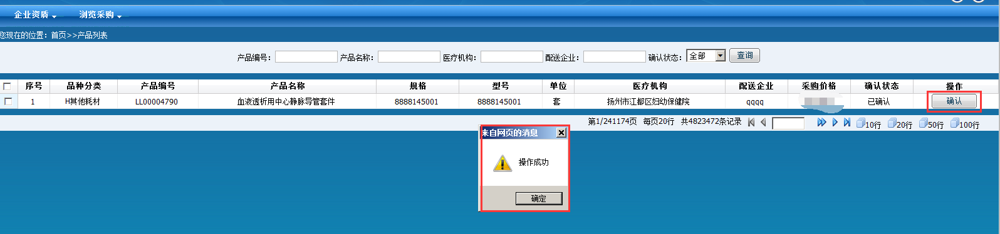 企业资质 浏览采购
您现在的位置：首页>>产品列表
产品编号： 产品名称： 医疗机构： 配送企业： 确认状态： 全部 查询
序号 品种分类 产品编号 产品名称 规格 型号 单位 医疗机构 配送企业 采购价格 确认状态 操作
1 H其他耗材 LL00004790 血液透析用中心静脉导管套件 8888145001 8888145001 套 扬州市江都区妇幼保健院 qqqq 已确认 确认
第1/241174页 每页20行 共4823472条记录 10行 20行 50行 100行
来自网页的消息
操作成功
确定